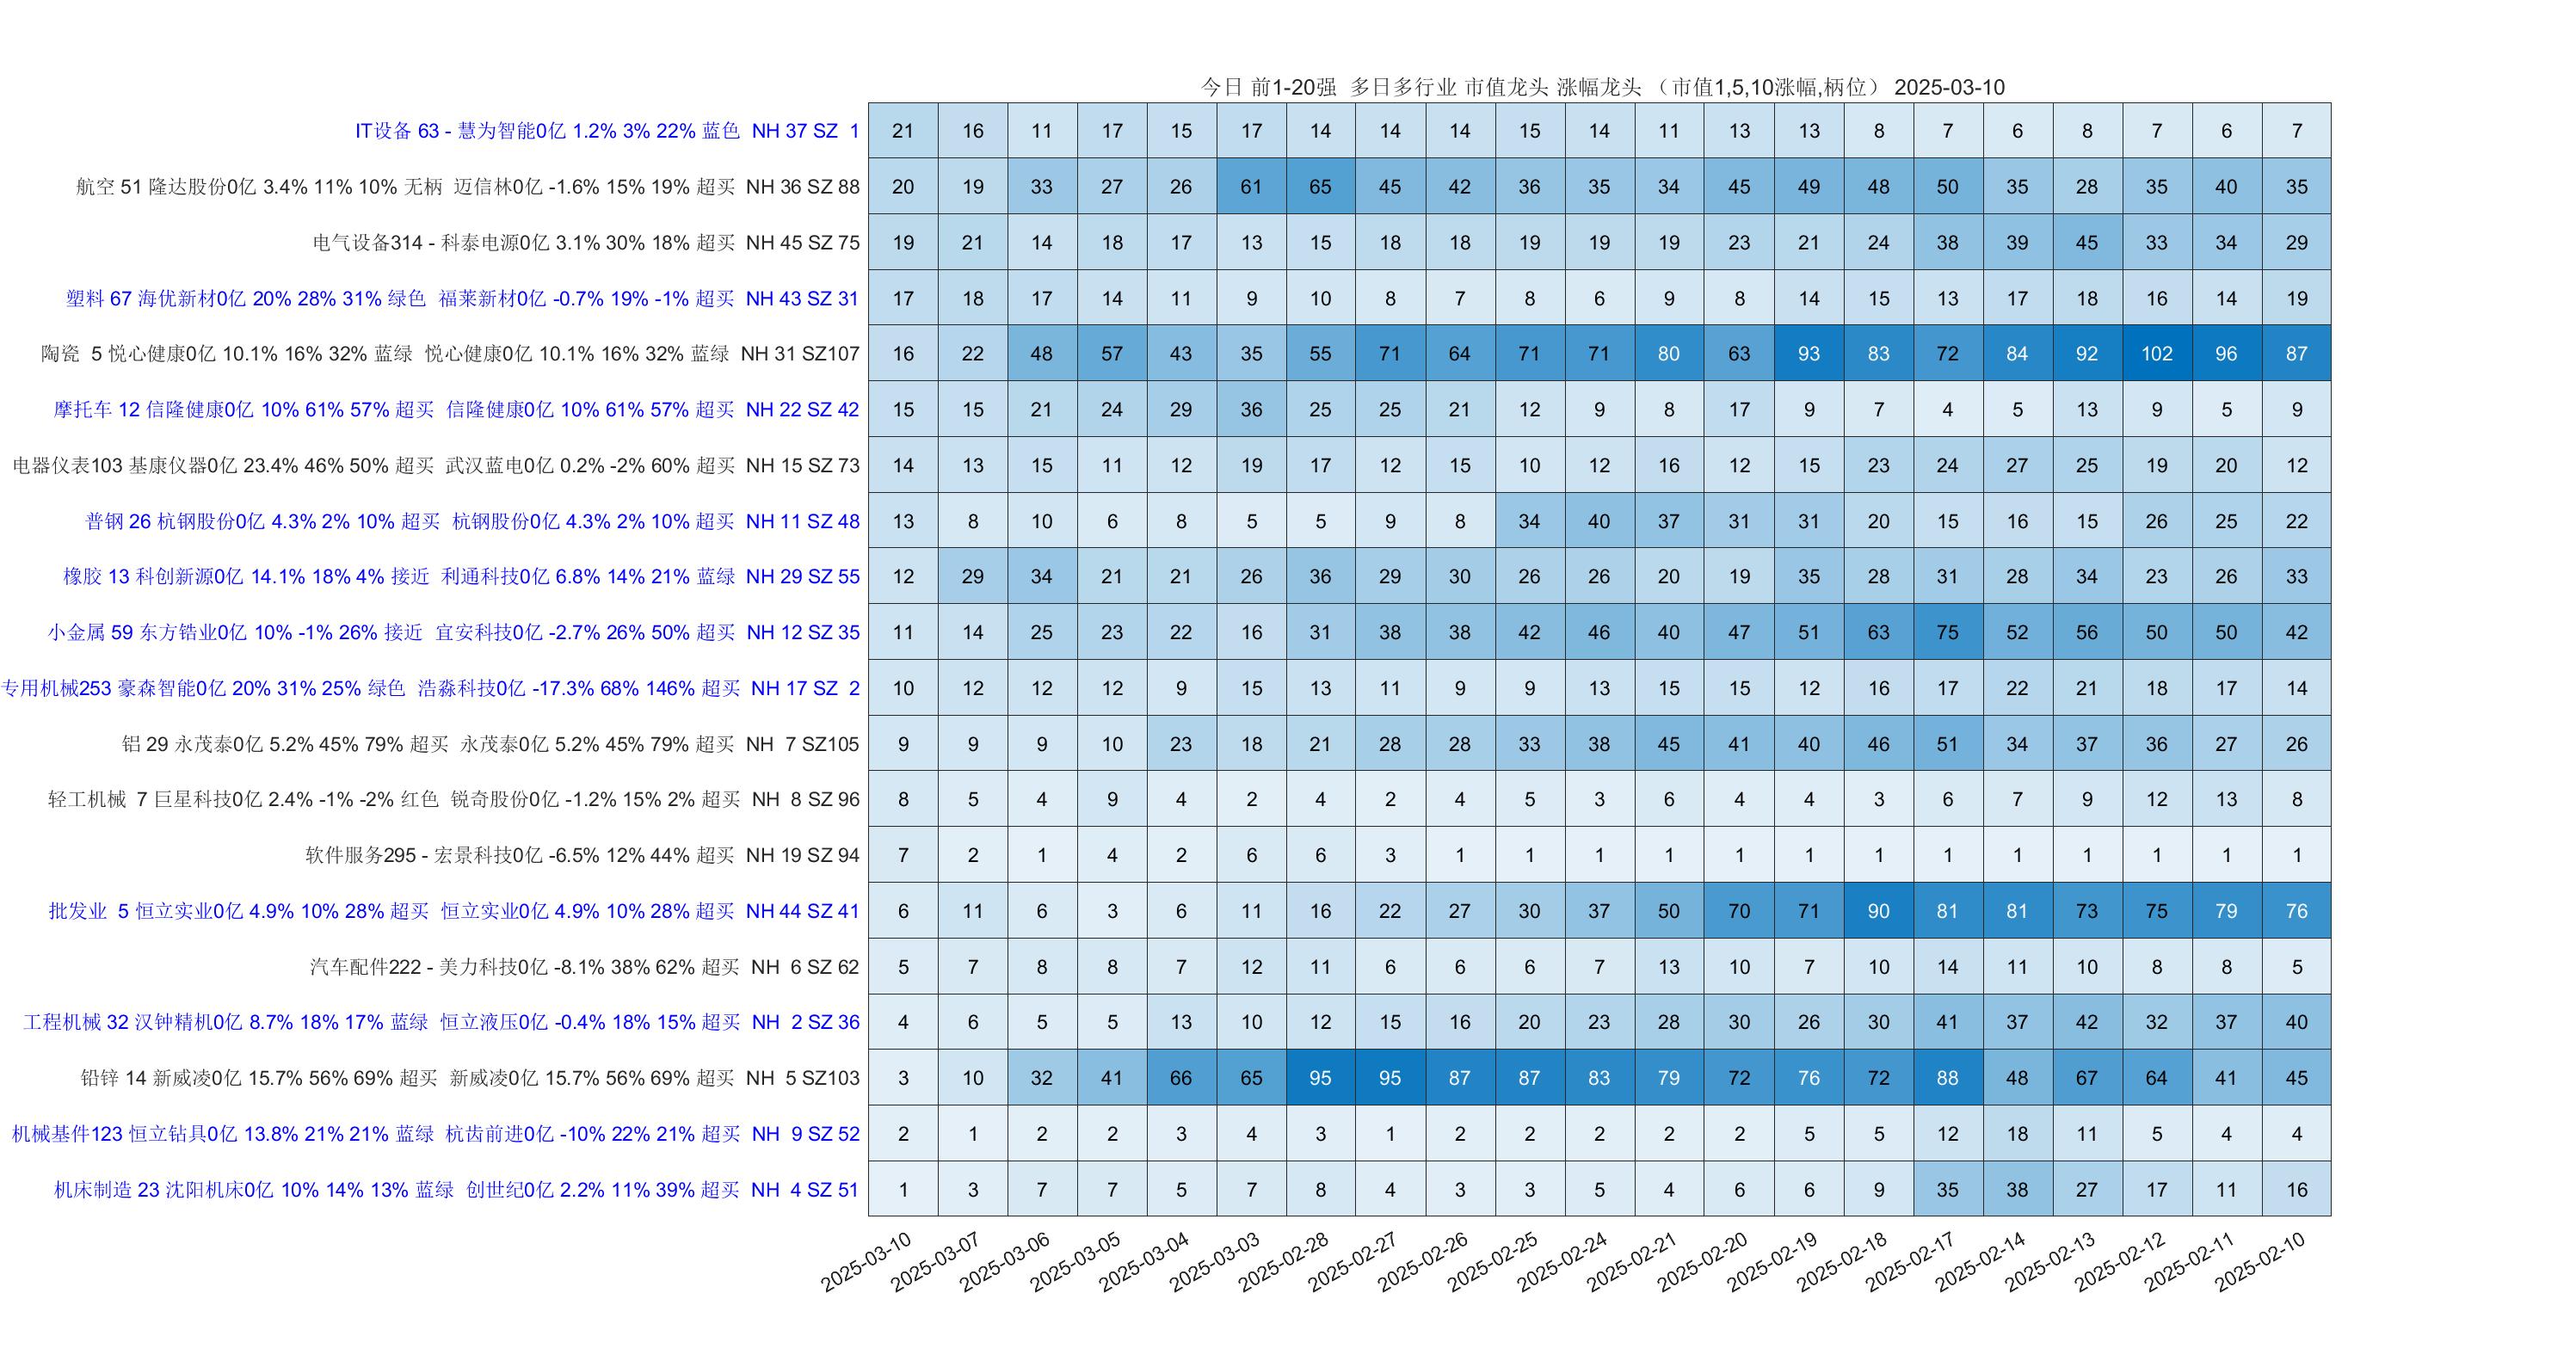 今日 前1-20强 多日多行业 市值龙头 涨幅龙头 （市值1,5,10涨幅,柄位） 2025-03-10
IT设备 63 - 慧为智能0亿 1.2% 3% 22% 蓝色 NH 37 SZ 1 21 16 11 17 15 17 14 14 14 15 14 11 13 13 8 7 6 8 7 6 7
航空 51 隆达股份0亿 3.4% 11% 10% 无柄 迈信林0亿 -1.6% 15% 19% 超买 NH 36 SZ 88 20 19 33 27 26 61 65 45 42 36 35 34 45 49 48 50 35 28 35 40 35
电气设备314 - 科泰电源0亿 3.1% 30% 18% 超买 NH 45 SZ 75 19 21 14 18 17 13 15 18 18 19 19 19 23 21 24 38 39 45 33 34 29
塑料 67 海优新材0亿 20% 28% 31% 绿色 福莱新材0亿 -0.7% 19% -1% 超买 NH 43 SZ 31 17 18 17 14 11 9 10 8 7 8 6 9 8 14 15 13 17 18 16 14 19
陶瓷 5 悦心健康0亿 10.1% 16% 32% 蓝绿 悦心健康0亿 10.1% 16% 32% 蓝绿 NH 31 SZ107 16 22 48 57 43 35 55 71 64 71 71 80 63 93 83 72 84 92 102 96 87
摩托车 12 信隆健康0亿 10% 61% 57% 超买 信隆健康0亿 10% 61% 57% 超买 NH 22 SZ 42 15 15 21 24 29 36 25 25 21 12 9 8 17 9 7 4 5 13 9 5 9
电器仪表103 基康仪器0亿 23.4% 46% 50% 超买 武汉蓝电0亿 0.2% -2% 60% 超买 NH 15 SZ 73 14 13 15 11 12 19 17 12 15 10 12 16 12 15 23 24 27 25 19 20 12
普钢 26 杭钢股份0亿 4.3% 2% 10% 超买 杭钢股份0亿 4.3% 2% 10% 超买 NH 11 SZ 48 13 8 10 6 8 5 5 9 8 34 40 37 31 31 20 15 16 15 26 25 22
橡胶 13 科创新源0亿 14.1% 18% 4% 接近 利通科技0亿 6.8% 14% 21% 蓝绿 NH 29 SZ 55 12 29 34 21 21 26 36 29 30 26 26 20 19 35 28 31 28 34 23 26 33
小金属 59 东方锆业0亿 10% -1% 26% 接近 宜安科技0亿 -2.7% 26% 50% 超买 NH 12 SZ 35 11 14 25 23 22 16 31 38 38 42 46 40 47 51 63 75 52 56 50 50 42
专用机械253 豪森智能0亿 20% 31% 25% 绿色 浩淼科技0亿 -17.3% 68% 146% 超买 NH 17 SZ 2 10 12 12 12 9 15 13 11 9 9 13 15 15 12 16 17 22 21 18 17 14
铝 29 永茂泰0亿 5.2% 45% 79% 超买 永茂泰0亿 5.2% 45% 79% 超买 NH 7 SZ105 9 9 9 10 23 18 21 28 28 33 38 45 41 40 46 51 34 37 36 27 26
轻工机械 7 巨星科技0亿 2.4% -1% -2% 红色 锐奇股份0亿 -1.2% 15% 2% 超买 NH 8 SZ 96 8 5 4 9 4 2 4 2 4 5 3 6 4 4 3 6 7 9 12 13 8
软件服务295 - 宏景科技0亿 -6.5% 12% 44% 超买 NH 19 SZ 94 7 2 1 4 2 6 6 3 1 1 1 1 1 1 1 1 1 1 1 1 1
批发业 5 恒立实业0亿 4.9% 10% 28% 超买 恒立实业0亿 4.9% 10% 28% 超买 NH 44 SZ 41 6 11 6 3 6 11 16 22 27 30 37 50 70 71 90 81 81 73 75 79 76
汽车配件222 - 美力科技0亿 -8.1% 38% 62% 超买 NH 6 SZ 62 5 7 8 8 7 12 11 6 6 6 7 13 10 7 10 14 11 10 8 8 5
工程机械 32 汉钟精机0亿 8.7% 18% 17% 蓝绿 恒立液压0亿 -0.4% 18% 15% 超买 NH 2 SZ 36 4 6 5 5 13 10 12 15 16 20 23 28 30 26 30 41 37 42 32 37 40
铅锌 14 新威凌0亿 15.7% 56% 69% 超买 新威凌0亿 15.7% 56% 69% 超买 NH 5 SZ103 3 10 32 41 66 65 95 95 87 87 83 79 72 76 72 88 48 67 64 41 45
机械基件123 恒立钻具0亿 13.8% 21% 21% 蓝绿 杭齿前进0亿 -10% 22% 21% 超买 NH 9 SZ 52 2 1 2 2 3 4 3 1 2 2 2 2 2 5 5 12 18 11 5 4 4
机床制造 23 沈阳机床0亿 10% 14% 13% 蓝绿 创世纪0亿 2.2% 11% 39% 超买 NH 4 SZ 51 1 3 7 7 5 7 8 4 3 3 5 4 6 6 9 35 38 27 17 11 16
2025-03-10 2025-03-07 2025-03-06 2025-03-05 2025-03-04 2025-03-03 2025-02-28 2025-02-27 2025-02-26 2025-02-25 2025-02-24 2025-02-21 2025-02-20 2025-02-19 2025-02-18 2025-02-17 2025-02-14 2025-02-13 2025-02-12 2025-02-11 2025-02-10